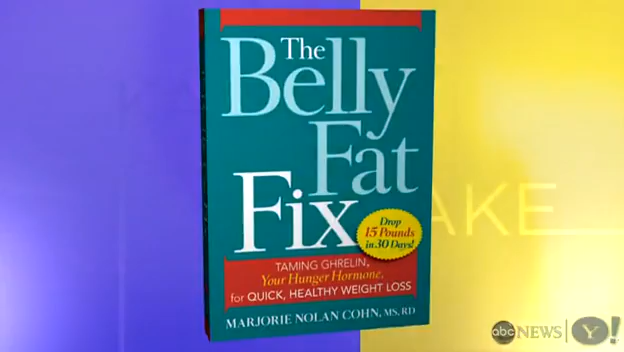 The
Belly
Fat
Fix
Drop
15 Pounds
in 30 Days!
TAMING GHRELIN,
Your Hunger Hormone,
for QUICK, HEALTHY WEIGHT LOSS
MARJORIE NOLAN COHN, MS, RD
AKE
abc NEWS | Y!